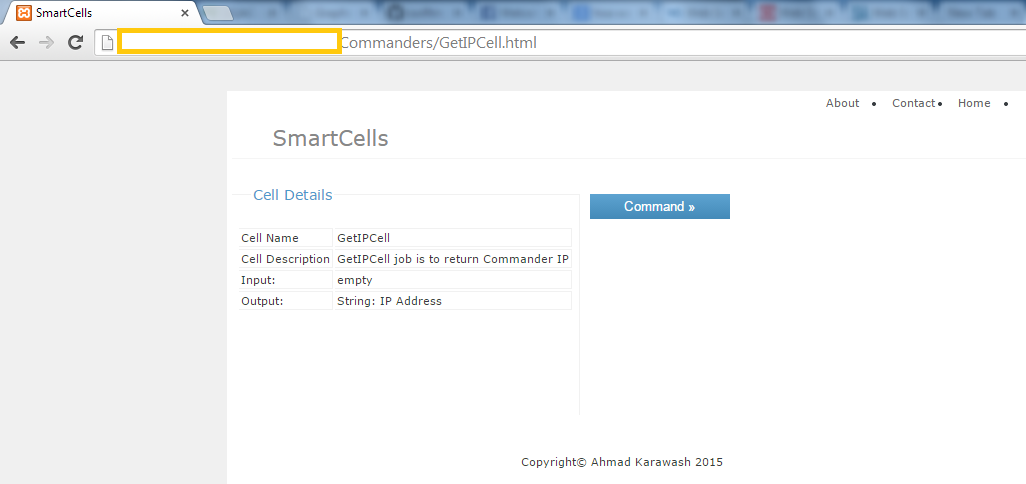 SmartCells
Commanders/GetIPCell.html
About • Contact • Home •
SmartCells
Cell Details
Command »
Cell Name GetIPCell
Cell Description GetIPCell job is to return Commander IP
Input: empty
Output: String: IP Address
Copyright© Ahmad Karawash 2015